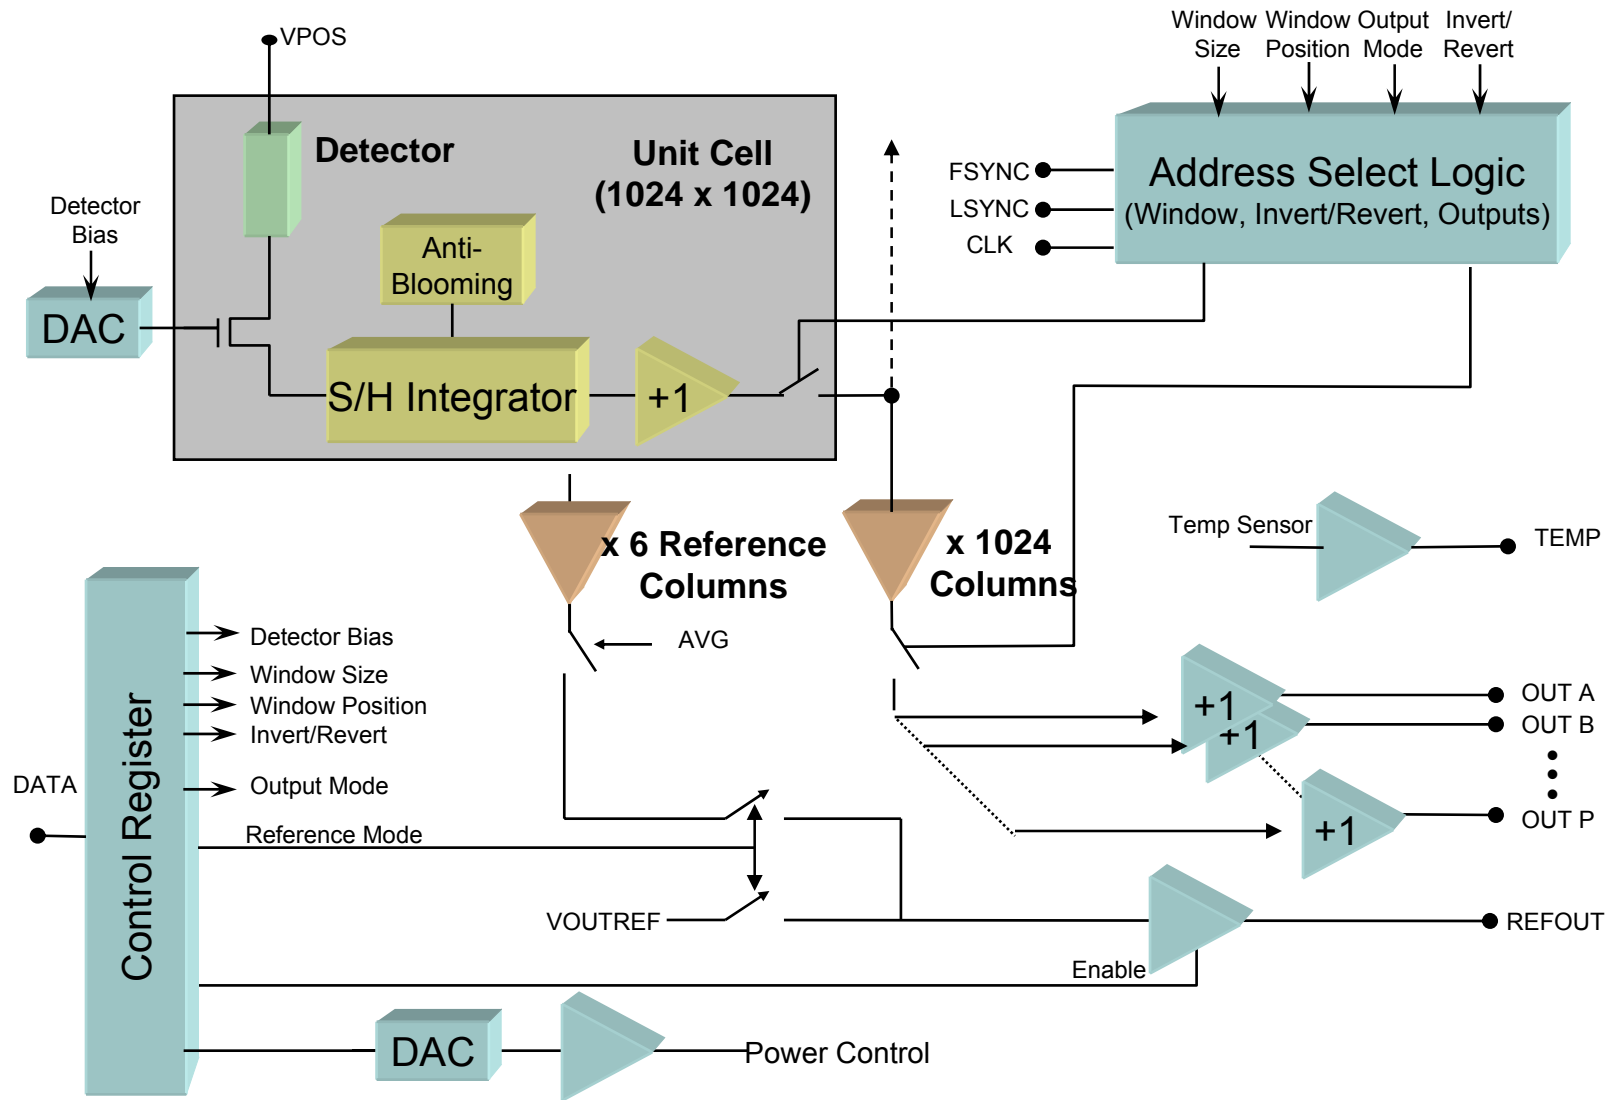 VPOS
Window Size
Window Position
Output Mode
Invert/ Revert
Detector
Unit Cell
(1024 x 1024)
Anti-
Blooming
Detector
Bias
DAC
S/H Integrator
+1
FSYNC
LSYNC
CLK
Address Select Logic
(Window, Invert/Revert, Outputs)
x 6 Reference
Columns
x 1024
Columns
Temp Sensor
TEMP
AVG
Control Register
DATA
Detector Bias
Window Size
Window Position
Invert/Revert
Output Mode
Reference Mode
VOUTREF
Enable
+1
OUT A
+1
OUT B
+1
OUT P
REFOUT
DAC
Power Control